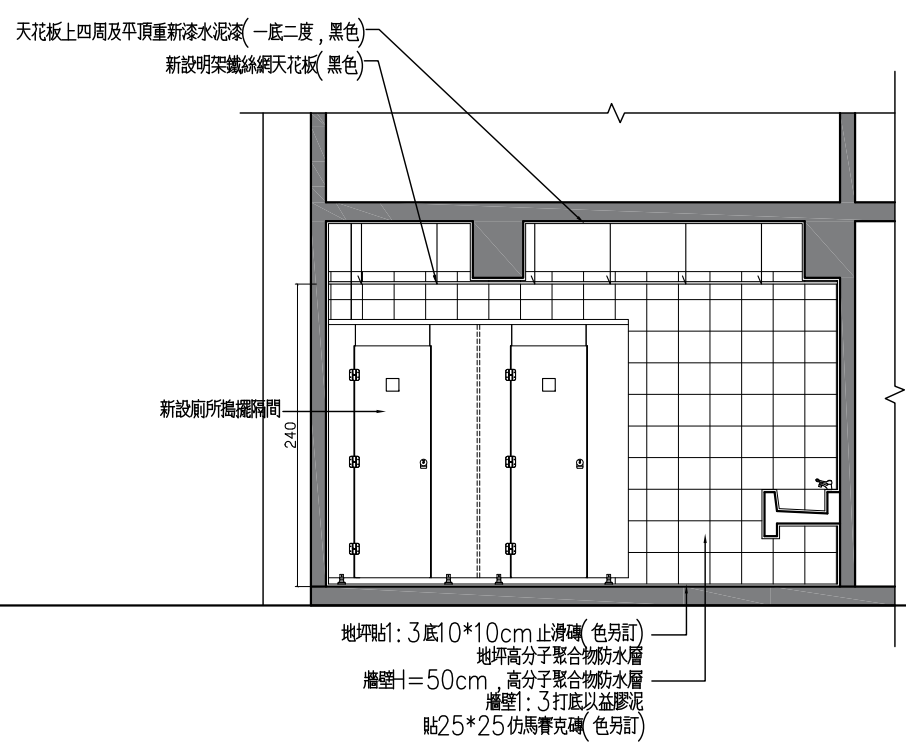 天花板上四周及平頂重新漆水泥漆(一底二度,黑色)
新設明架鐵絲網天花板(黑色)
新設廁所搗擺隔間
240
地坪貼1:3底10*10cm止滑磚(色另訂)
地坪高分子聚合物防水層
牆壁H=50cm,高分子聚合物防水層
牆壁1:3打底以益膠泥
貼25*25仿馬賽克磚(色另訂)